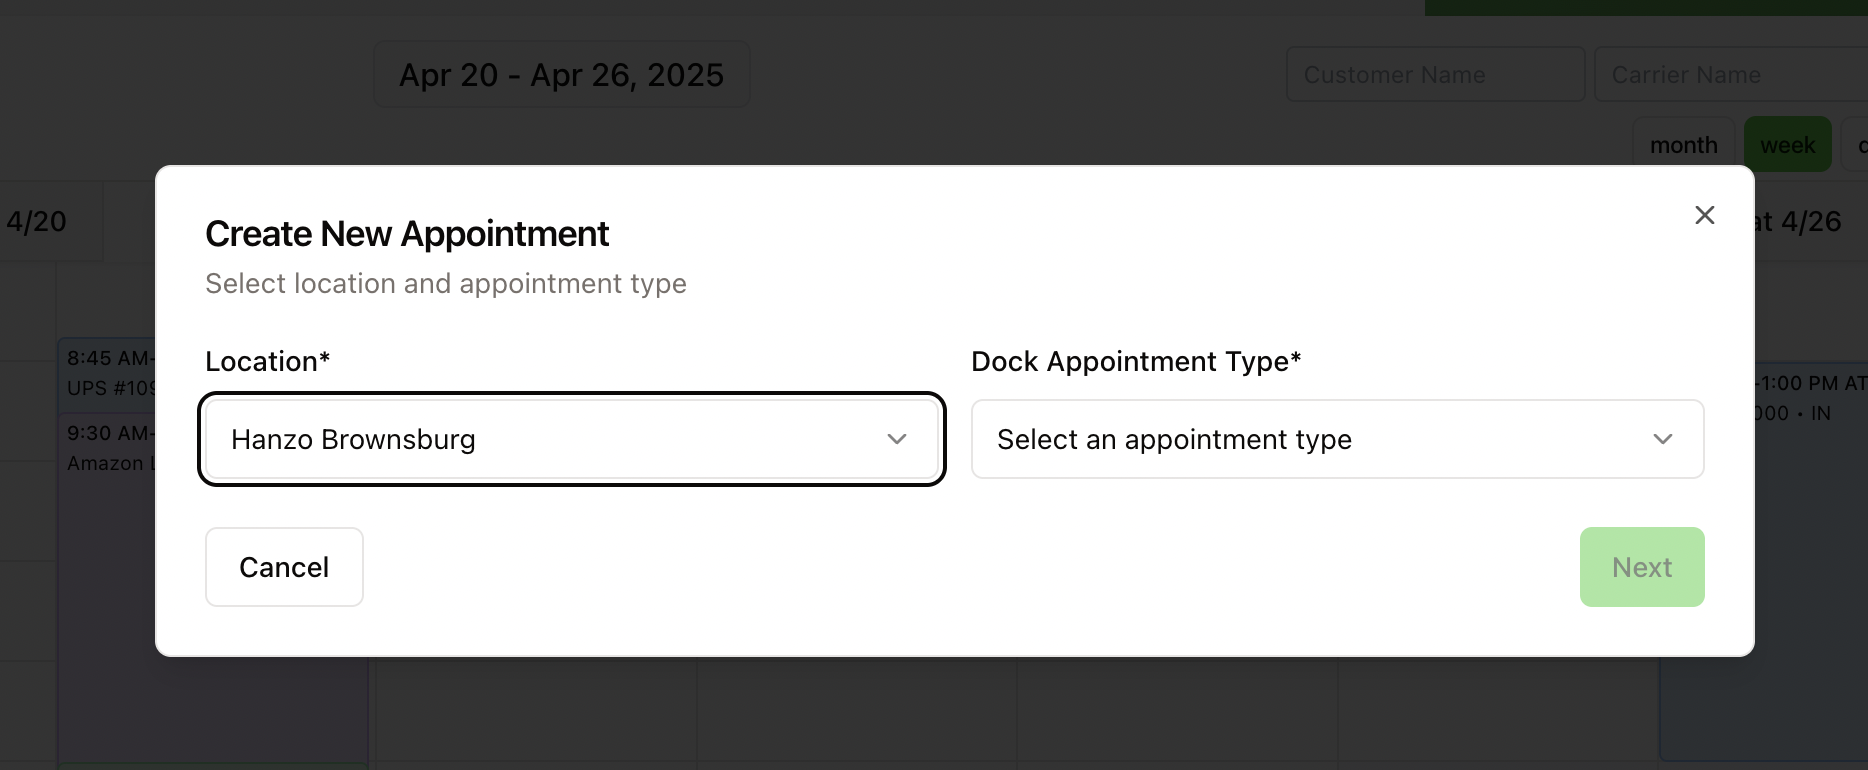 Apr 20 - Apr 26, 2025
Customer Name
Carrier Name
month
week
4/20
4/26
8:45 AM-
UPS #109
9:30 AM-
Amazon
-1:00 PM AT
000 • IN
Create New Appointment
Select location and appointment type
Location*
Dock Appointment Type*
Hanzo Brownsburg
Select an appointment type
Cancel
Next